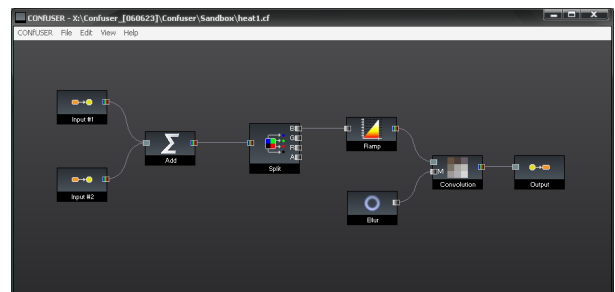 CONFUSER - X:\Confuser_[060623]\Confuser\Sandbox\heat1.cf
CONFUSER File Edit View Help
Input #1
Input #2
Add
Split
B
G
R
A
Ramp
Blur
M
Convolution
Output